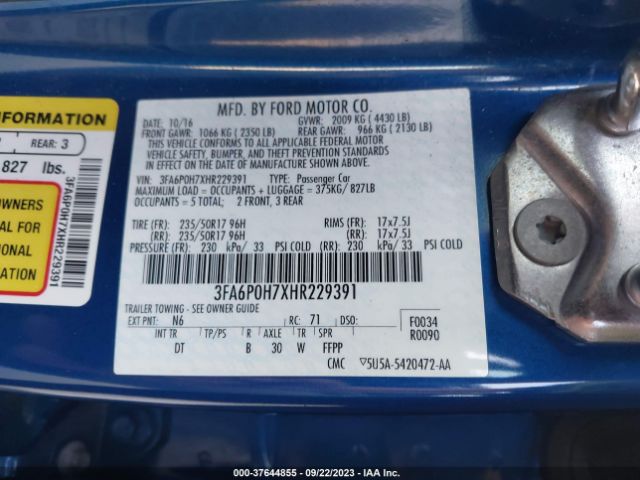 INFORMATION
REAR: 3
827 lbs.
OWNERS
AL FOR
IONAL
ION
3FA6P0H7XHR229391
MFD. BY FORD MOTOR CO.
DATE: 10/16 GVWR: 2009 KG ( 4430 LB)
FRONT GAWR: 1066 KG ( 2350 LB) REAR GAWR: 966 KG ( 2130 LB)
THIS VEHICLE CONFORMS TO ALL APPLICABLE FEDERAL MOTOR
VEHICLE SAFETY, BUMPER, AND THEFT PREVENTION STANDARDS
IN EFFECT ON THE DATE OF MANUFACTURE SHOWN ABOVE.
VIN: 3FA6P0H7XHR229391 TYPE: Passenger Car
MAXIMUM LOAD = OCCUPANTS + LUGGAGE = 375KG/ 827LB
OCCUPANTS = 5 TOTAL; 2 FRONT, 3 REAR
TIRE (FR): 235/50R17 96H RIMS (FR): 17x7.5J
(RR): 235/50R17 96H (RR): 17x7.5J
PRESSURE (FR): 230 kPa/ 33 PSI COLD (RR): 230 kPa/ 33 PSI COLD
3FA6P0H7XHR229391
TRAILER TOWING - SEE OWNER GUIDE
EXT PNT: N6 RC: 71 DSO: F0034
R0090
INT TR TP/PS R AXLE TR SPR
DT B 30 W FFPP
CMC ▽5U5A-5420472-AA
000-37644855 - 09/22/2023 - IAA Inc.